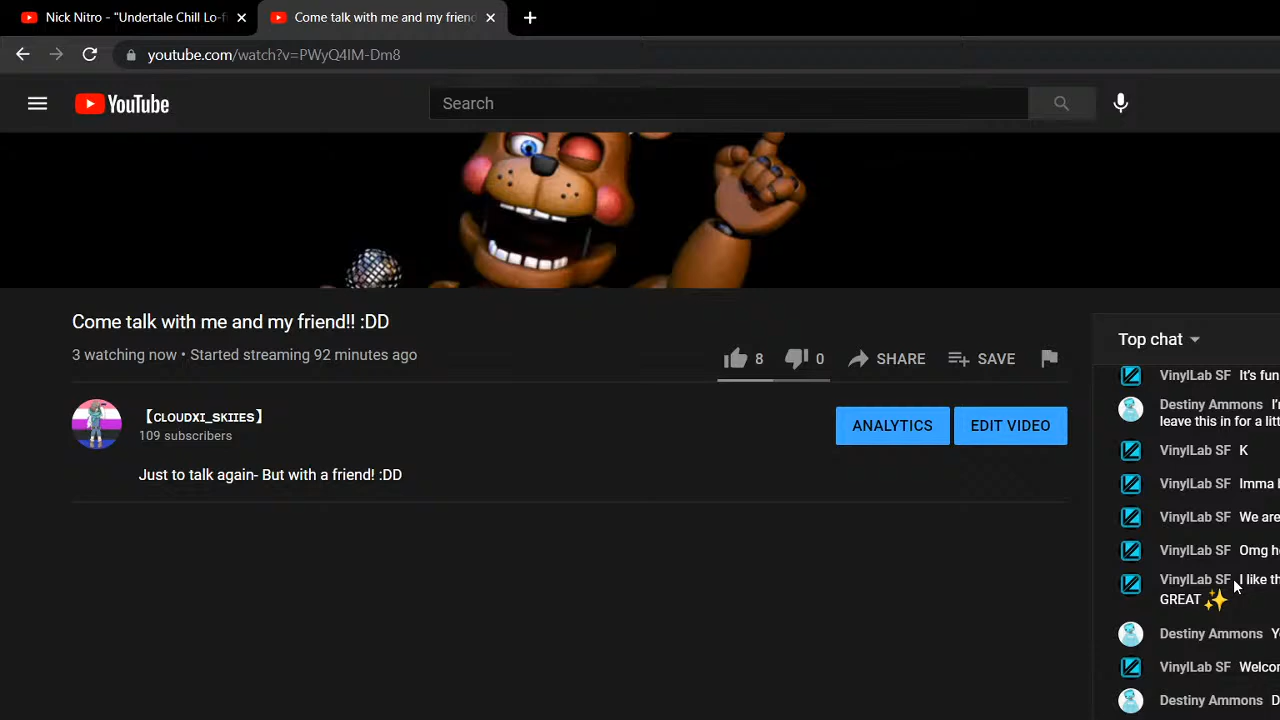 Nick Nitro - "Undertale Chill Lo-fi
Come talk with me and my friend
youtube.com/watch?v=PWyQ4IM-Dm8
YouTube
Search
Come talk with me and my friend!! :DD
3 watching now • Started streaming 92 minutes ago
8
0
SHARE
SAVE
【CLOUDXI_SKIIES】
109 subscribers
ANALYTICS
EDIT VIDEO
Just to talk again- But with a friend! :DD
Top chat
VinylLab SF It's fun
Destiny Ammons I'
leave this in for a litt
VinylLab SF K
VinylLab SF Imma
VinylLab SF We are
VinylLab SF Omg
VinylLab SF I like th
GREAT ✨
Destiny Ammons
VinylLab SF Welcom
Destiny Ammons